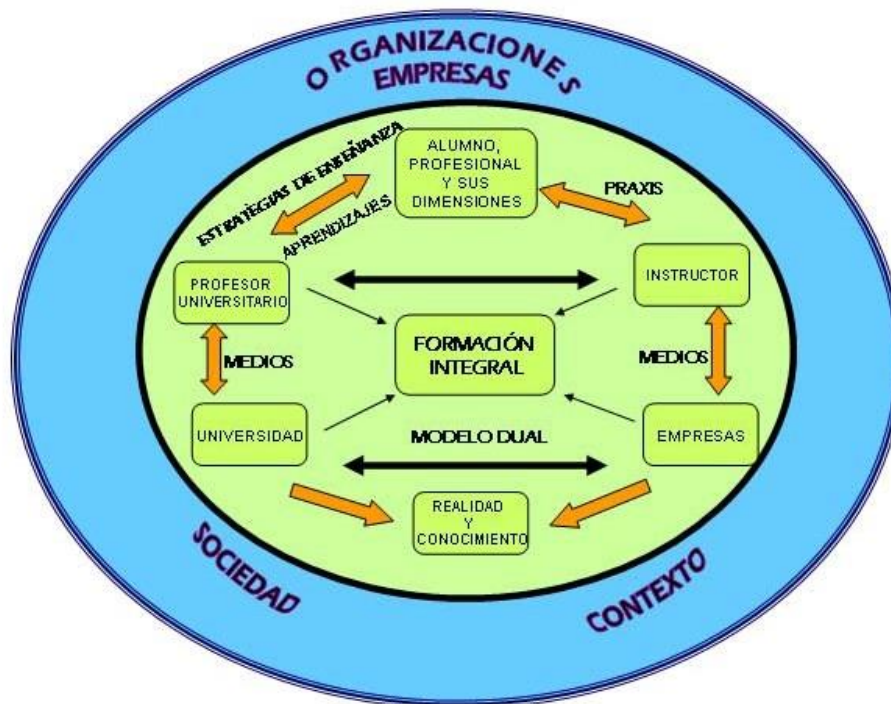 ORGANIZACIONES
EMPRESAS
ESTRATEGIAS DE ENSEÑANZA
APRENDIZAJES
ALUMNO,
PROFESIONAL
Y SUS
DIMENSIONES
PRAXIS
PROFESOR
UNIVERSITARIO
INSTRUCTOR
FORMACIÓN
INTEGRAL
MEDIOS
MEDIOS
UNIVERSIDAD
MODELO DUAL
EMPRESAS
REALIDAD
Y
CONOCIMIENTO
SOCIEDAD
CONTEXTO